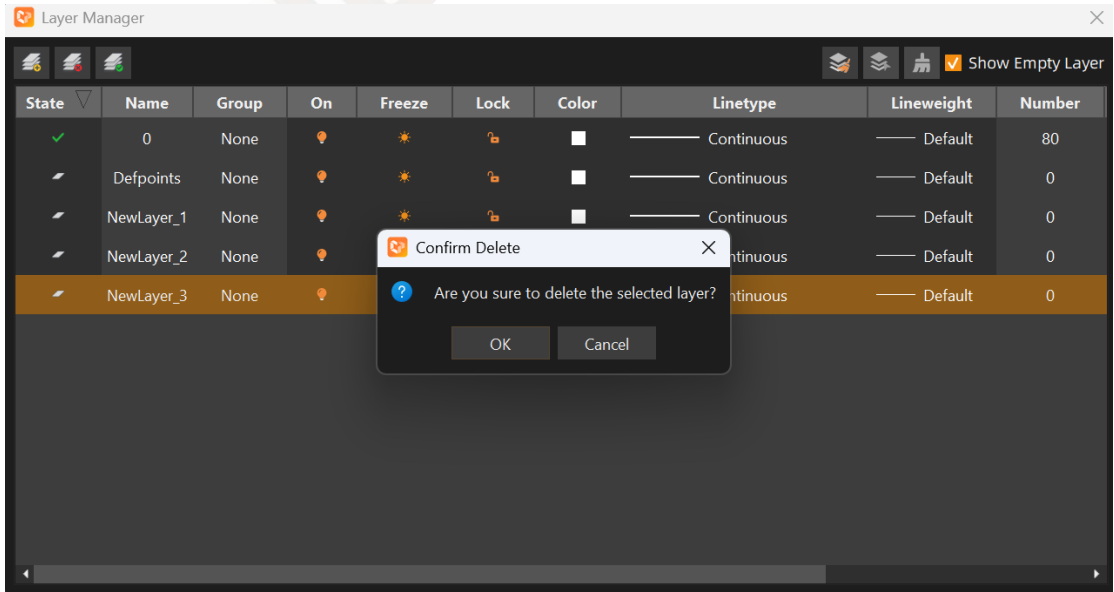 Layer Manager
Show Empty Layer
State Name Group On Freeze Lock Color Linetype Lineweight Number
0 None Continuous Default 80
Defpoints None Continuous Default 0
NewLayer_1 None Continuous Default 0
NewLayer_2 None ntinuous Default 0
NewLayer_3 None ntinuous Default 0
Confirm Delete
Are you sure to delete the selected layer?
OK Cancel